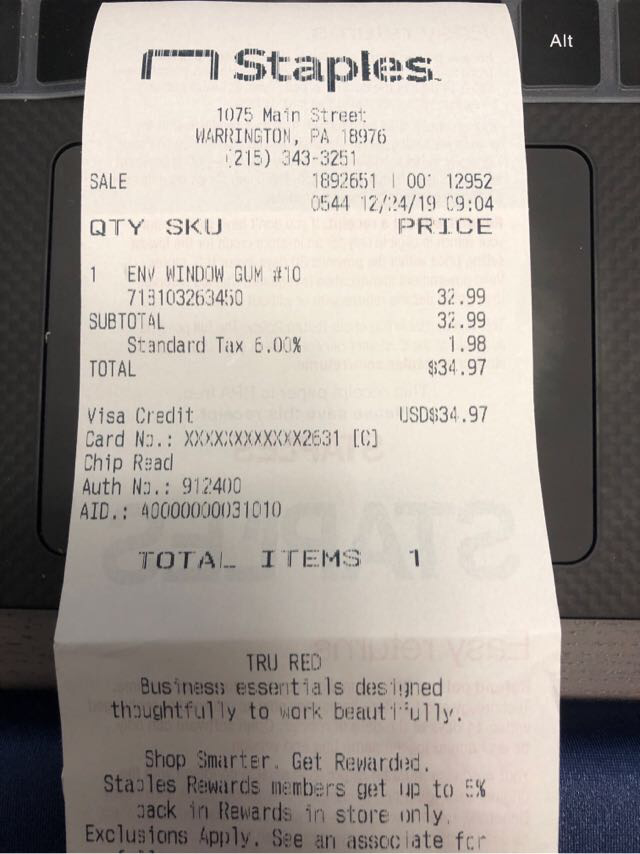 Alt
Staples
1075 Main Street
WARRINGTON, PA 18976
(215) 343-3251
SALE 1892651 1 001 12952
0544 12/24/19 09:04
QTY SKU PRICE
1 ENV WINDOW GUM #10
718103263450 32.99
SUBTOTAL 32.99
Standard Tax 6.00% 1.98
TOTAL $34.97
Visa Credit USD$34.97
Card No.: XXXXXXXXXXXX2631 [C]
Chip Read
Auth No.: 912400
AID.: A0000000031010
TOTAL ITEMS 1
TRU RED
Business essentials designed
thoughtfully to work beautifully.
Shop Smarter. Get Rewarded.
Staples Rewards members get up to 5%
back in Rewards in store only.
Exclusions Apply. See an associate for